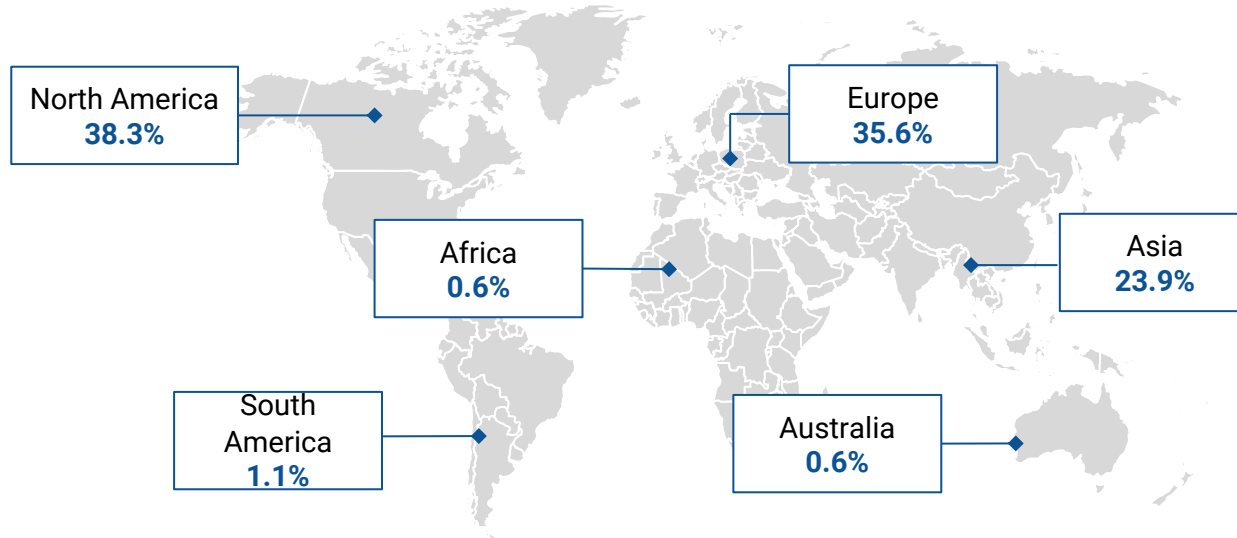 North America
38.3%
Europe
35.6%
Africa
0.6%
Asia
23.9%
South
America
1.1%
Australia
0.6%